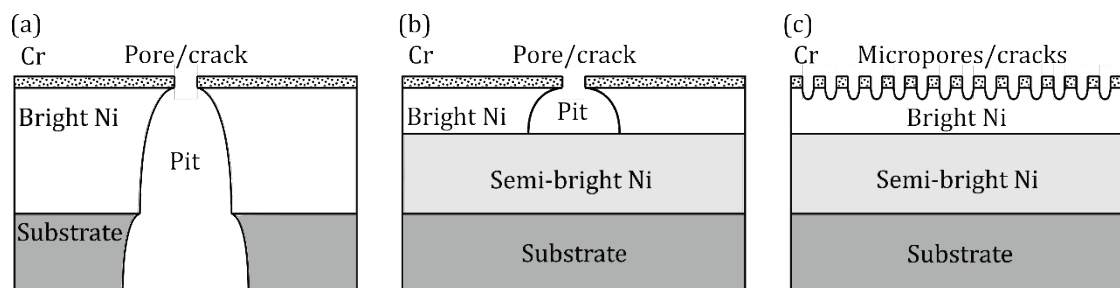 (a)
Cr Pore/crack
Bright Ni
Pit
Substrate
(b)
Cr Pore/crack
Bright Ni Pit
Semi-bright Ni
Substrate
(c)
Cr Micropores/cracks
Bright Ni
Semi-bright Ni
Substrate